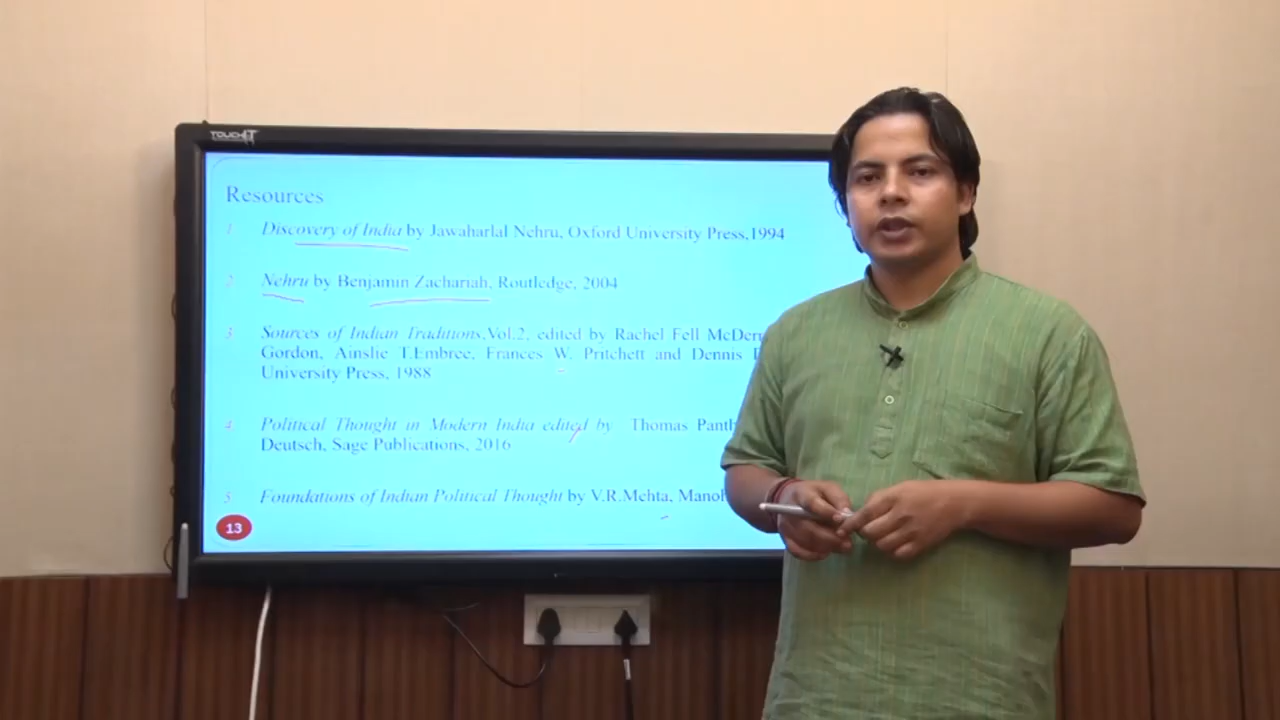 TOUCHIT
Resources
1 Discovery of India by Jawaharlal Nehru, Oxford University Press,1994
2 Nehru by Benjamin Zachariah, Routledge, 2004
3 Sources of Indian Traditions,Vol.2, edited by Rachel Fell McDer
Gordon, Ainslie T.Embree, Frances W. Pritchett and Dennis
University Press, 1988
4 Political Thought in Modern India edited by Thomas Panth
Deutsch, Sage Publications, 2016
5 Foundations of Indian Political Thought by V.R.Mehta, Manoh
13